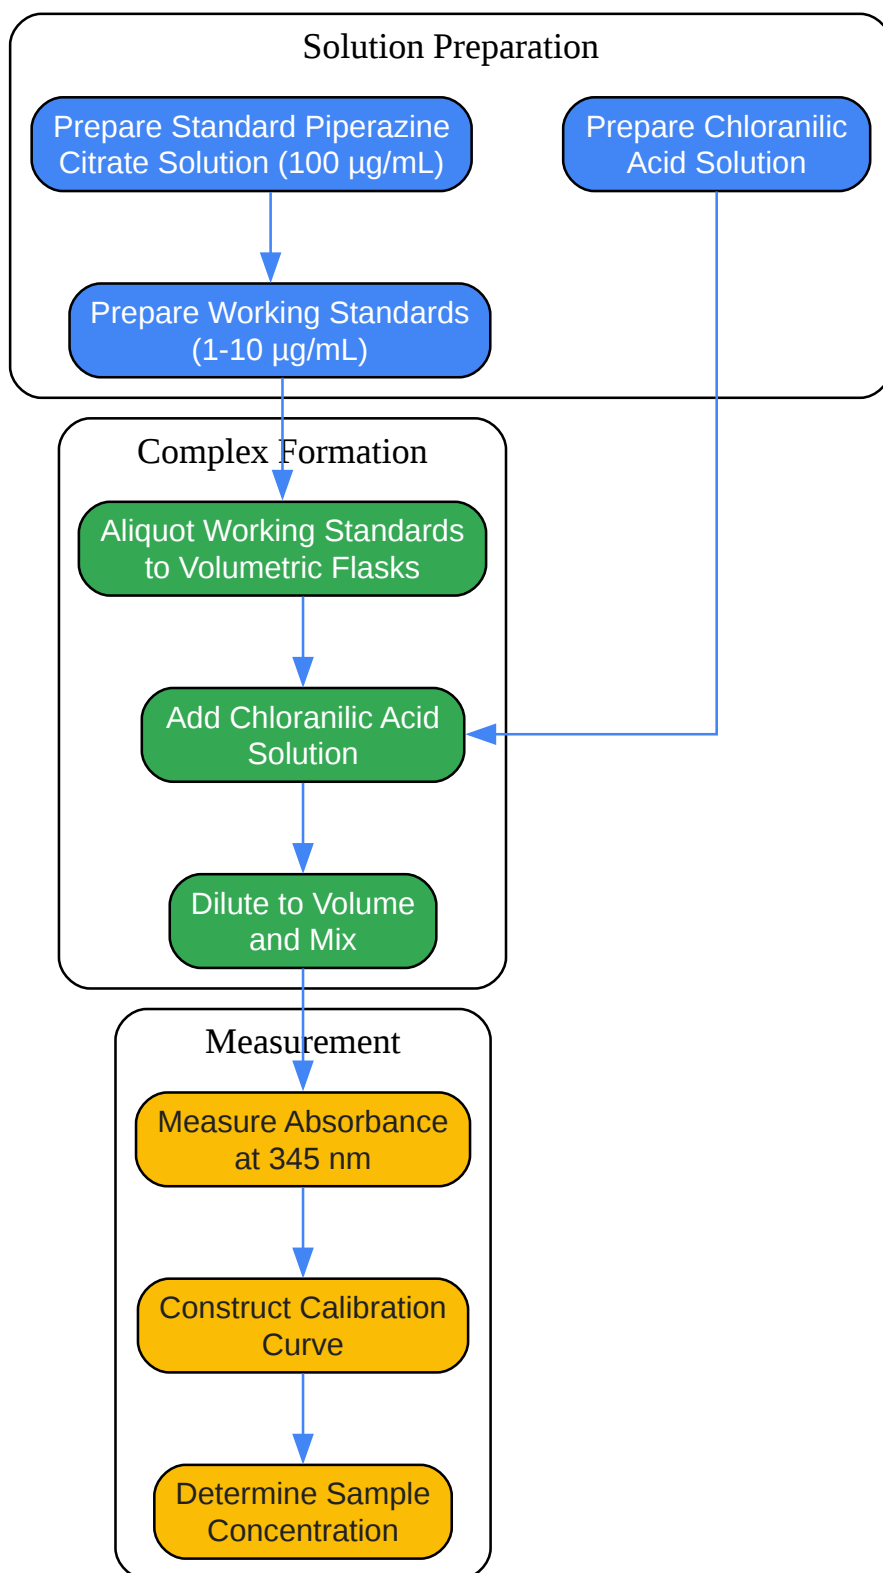 Solution Preparation
Prepare Standard Piperazine
Citrate Solution (100 µg/mL)
Prepare Chloranilic
Acid Solution
Prepare Working Standards
(1-10 µg/mL)
Complex Formation
Aliquot Working Standards
to Volumetric Flasks
Add Chloranilic Acid
Solution
Dilute to Volume
and Mix
Measurement
Measure Absorbance
at 345 nm
Construct Calibration
Curve
Determine Sample
Concentration